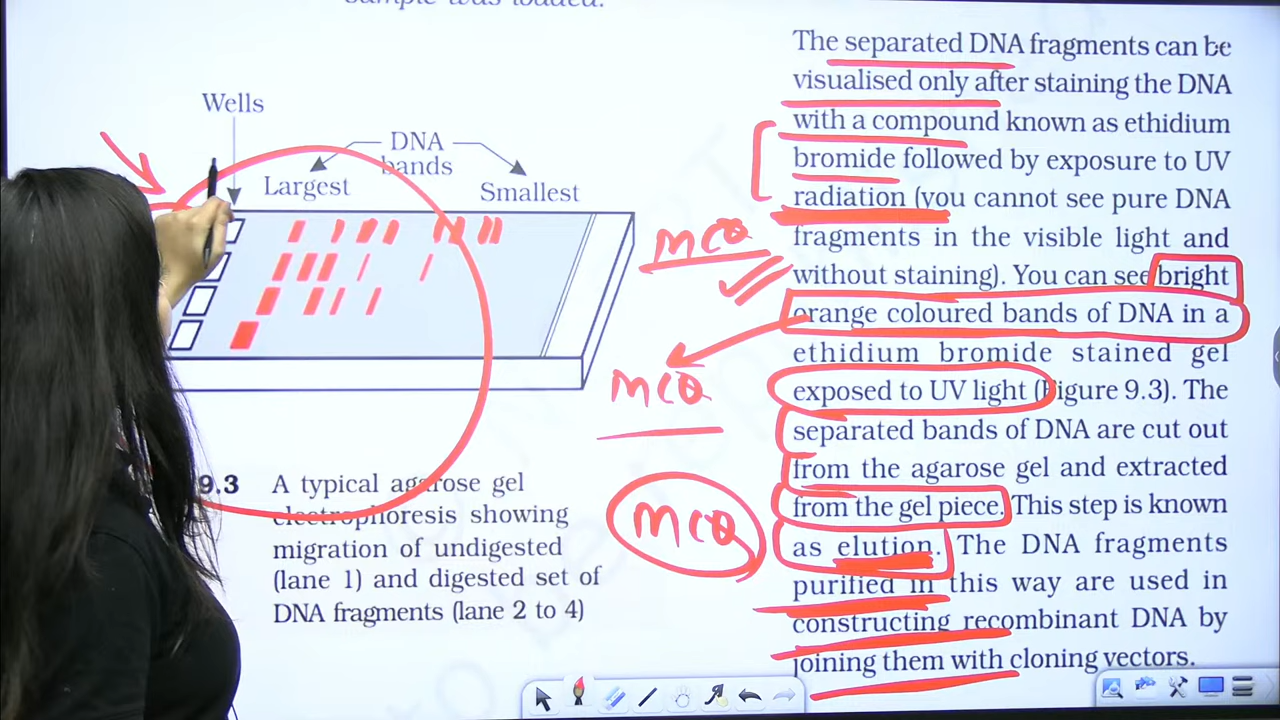 sample was loaded.
Wells
DNA
bands
Largest
Smallest
9.3 A typical agarose gel
electrophoresis showing
migration of undigested
(lane 1) and digested set of
DNA fragments (lane 2 to 4)
MCQ
MCQ
MCQ
The separated DNA fragments can be
visualised only after staining the DNA
with a compound known as ethidium
bromide followed by exposure to UV
radiation (you cannot see pure DNA
fragments in the visible light and
without staining). You can see bright
orange coloured bands of DNA in a
ethidium bromide stained gel
exposed to UV light (Figure 9.3). The
separated bands of DNA are cut out
from the agarose gel and extracted
from the gel piece. This step is known
as elution. The DNA fragments
purified in this way are used in
constructing recombinant DNA by
joining them with cloning vectors.